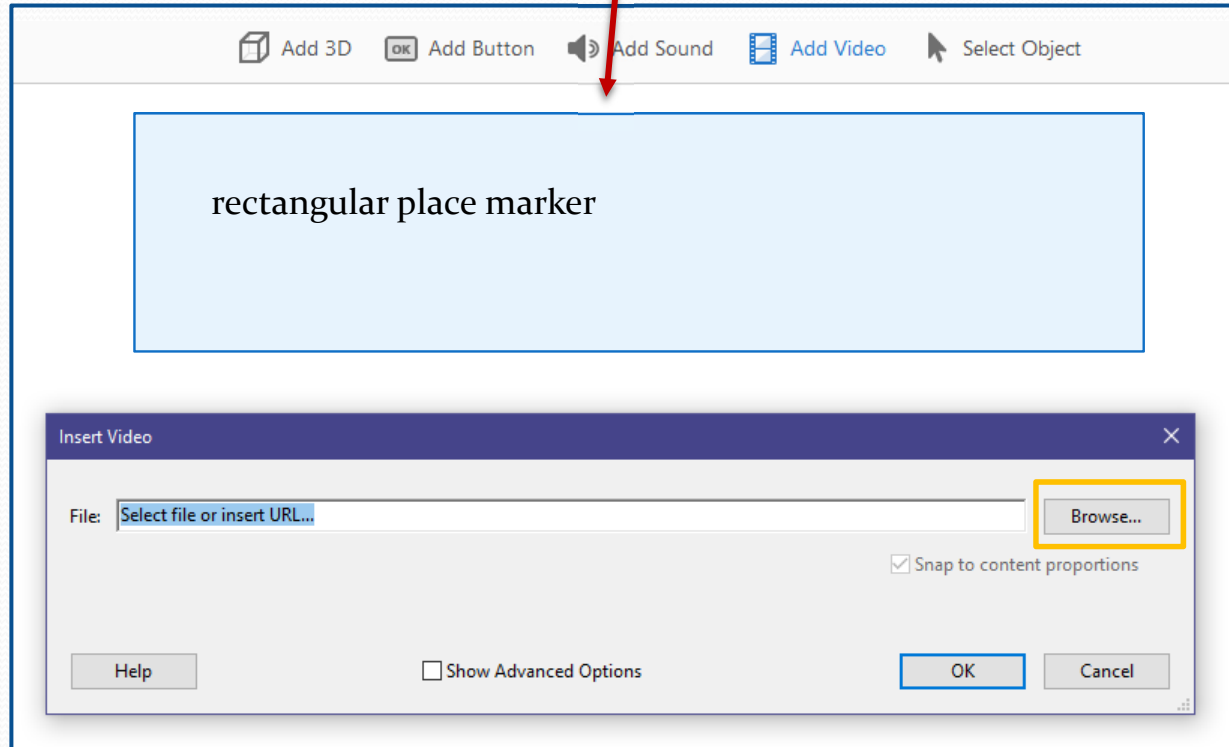 Add 3D OK Add Button Add Sound Add Video Select Object
rectangular place marker
Insert Video
File: Select file or insert URL... Browse...
Snap to content proportions
Help Show Advanced Options OK Cancel